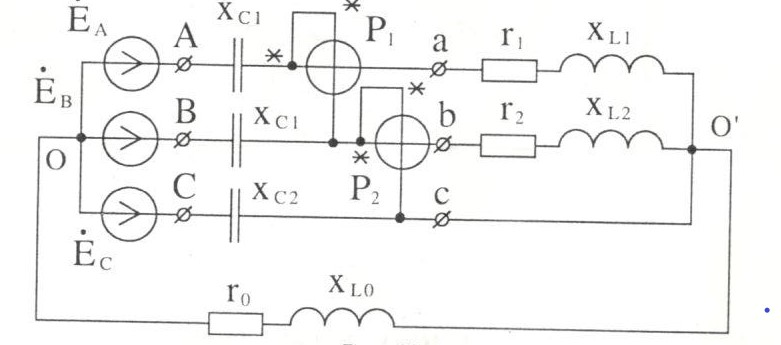 Ė_A A X_C1 * * P_1 a r_1 X_L1
Ė_B B X_C1 * * b r_2 X_L2 O'
O C X_C2 P_2 c
Ė_C
r_0 X_L0